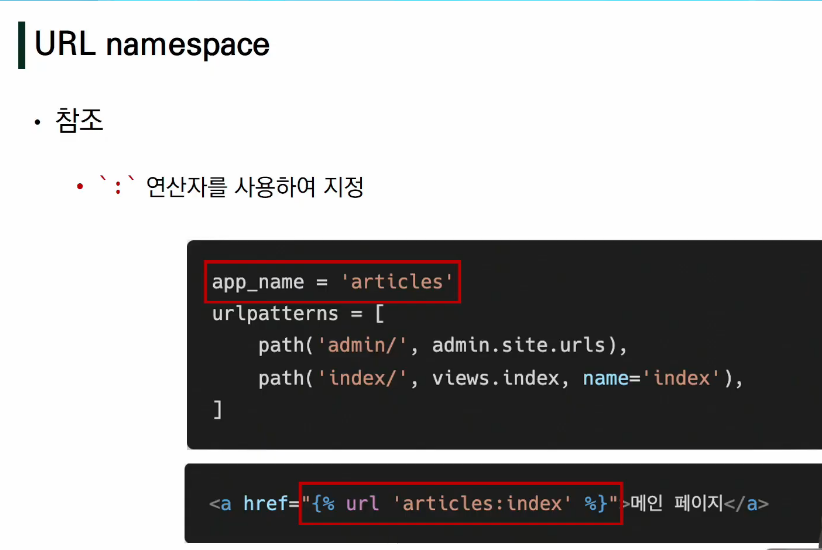 URL namespace
• 참조
• `:` 연산자를 사용하여 지정
app_name = 'articles'
urlpatterns = [
    path('admin/', admin.site.urls),
    path('index/', views.index, name='index'),
]
<a href="{% url 'articles:index' %}">메인 페이지</a>